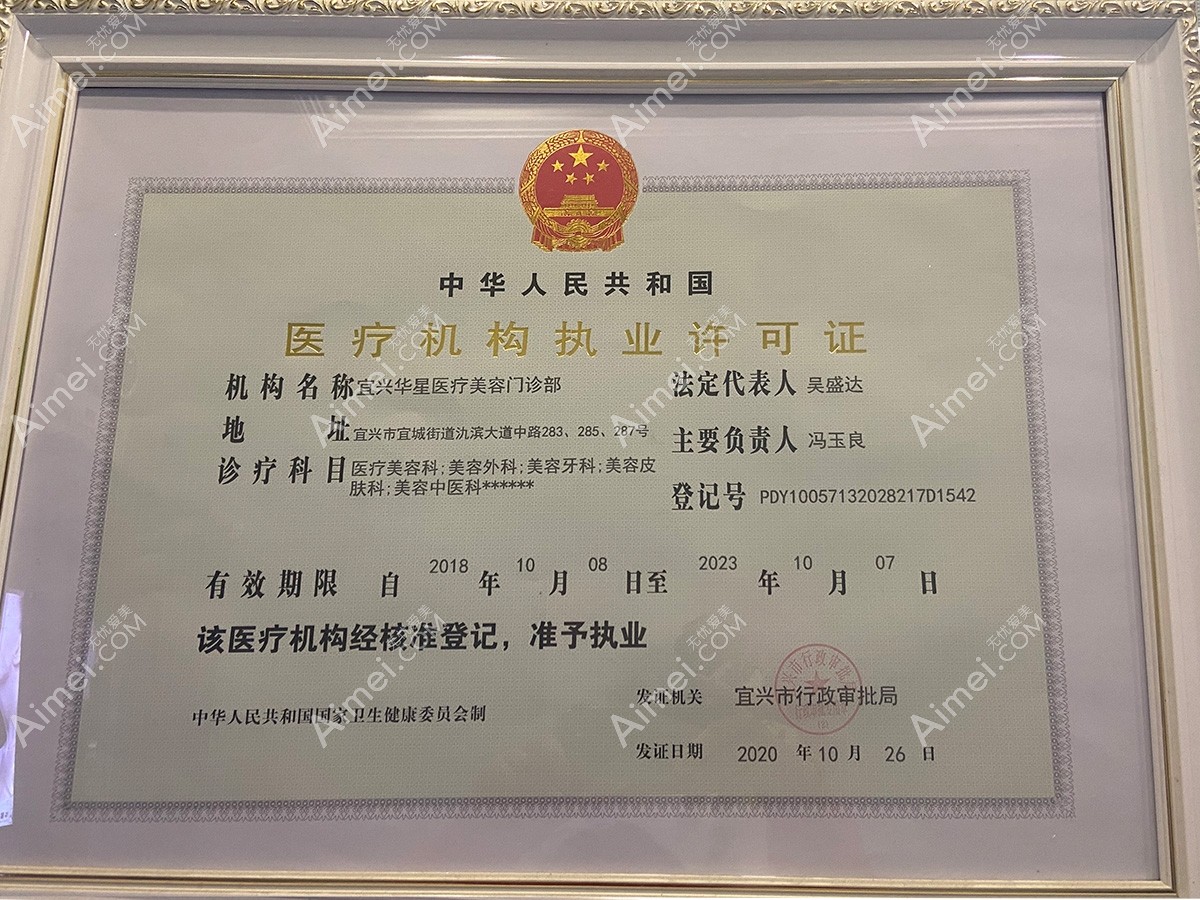 中华人民共和国
医疗机构执业许可证
机构名称 宜兴华星医疗美容门诊部
法定代表人 吴盛达
地址 宜兴市宜城街道氿滨大道中路283、285、287号
主要负责人 冯玉良
诊疗科目 医疗美容科;美容外科;美容牙科;美容皮
肤科;美容中医科******
登记号 PDY10057132028217D1542
有效期限 自 2018 年 10 月 08 日至 2023 年 10 月 07 日
该医疗机构经核准登记，准予执业
发证机关 宜兴市行政审批局
中华人民共和国国家卫生健康委员会制
发证日期 2020 年 10 月 26 日
无忧爱美
Aimei.COM